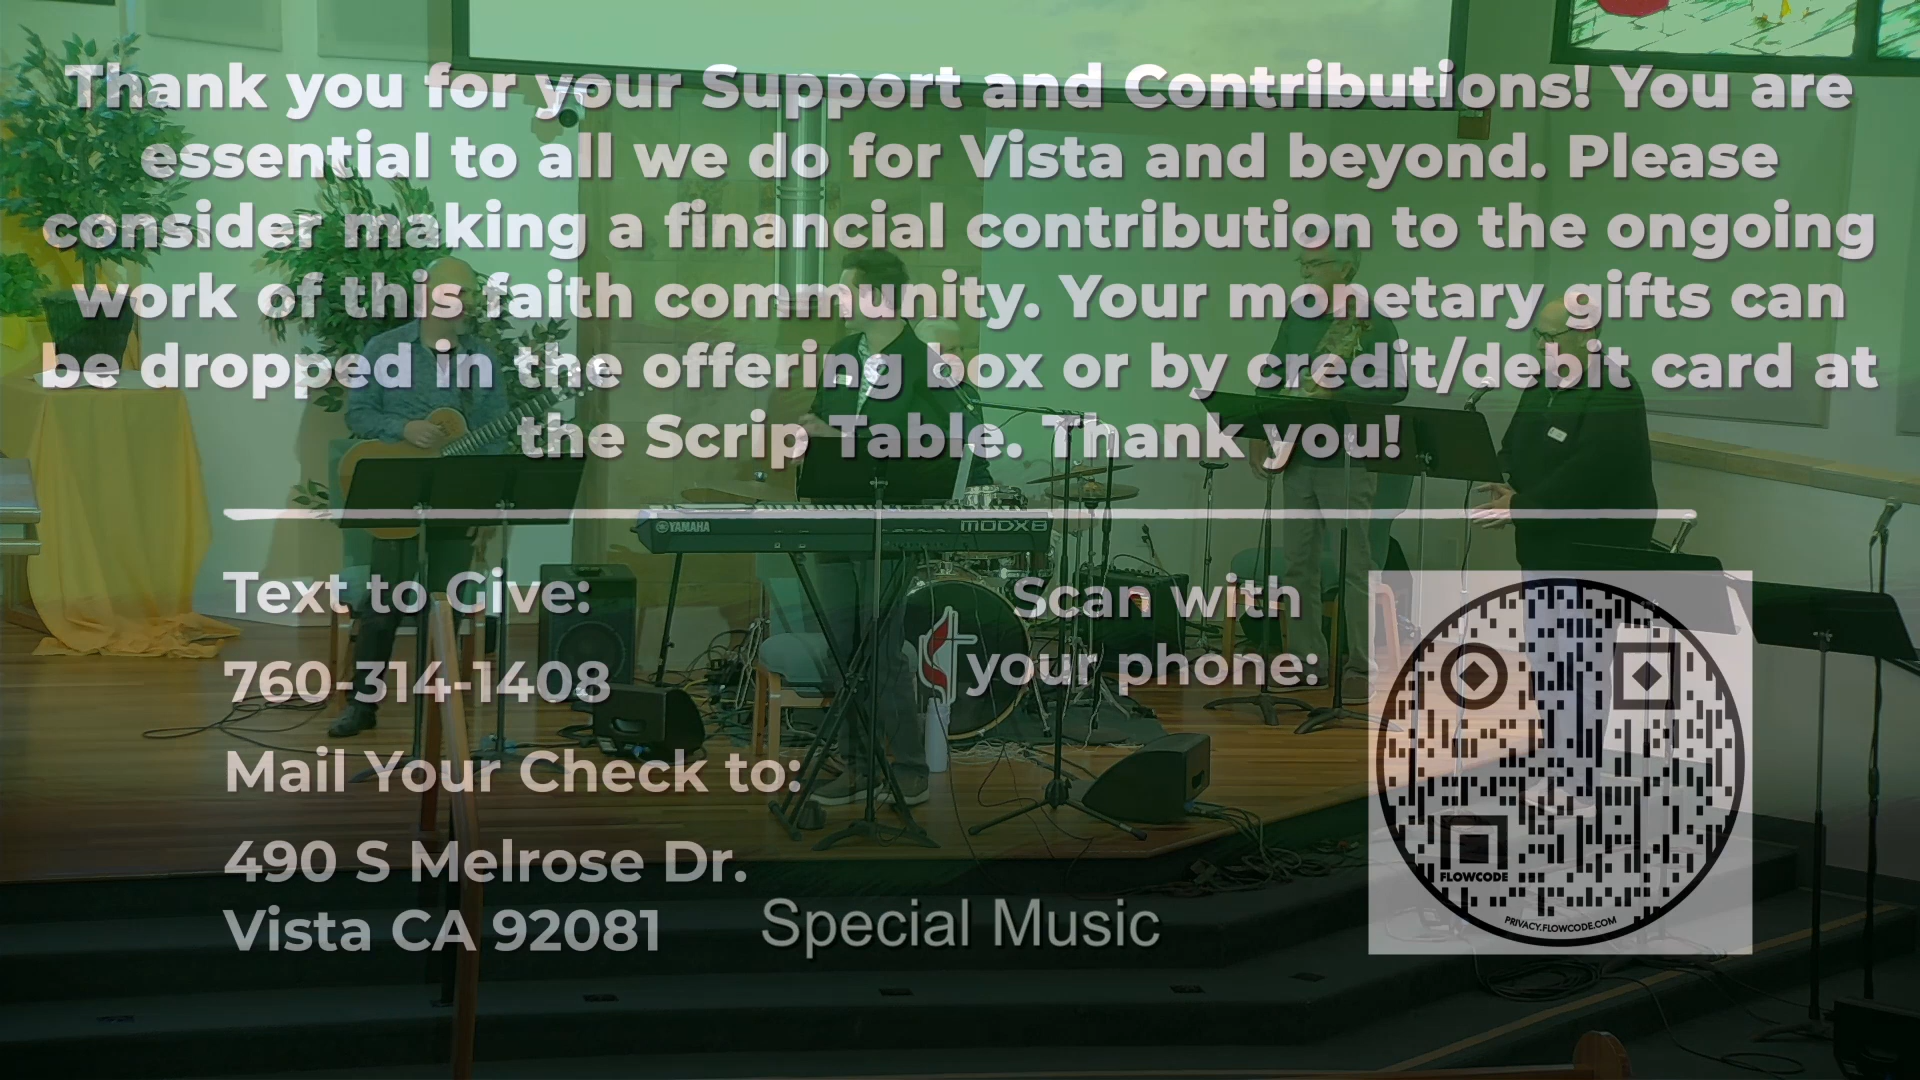 Thank you for your Support and Contributions! You are
essential to all we do for Vista and beyond. Please
consider making a financial contribution to the ongoing
work of this faith community. Your monetary gifts can
be dropped in the offering box or by credit/debit card at
the Scrip Table. Thank you!
YAMAHA
MODX8
Text to Give:
760-314-1408
Mail Your Check to:
490 S Melrose Dr.
Vista CA 92081
Scan with
your phone:
FLOWCODE
PRIVACY.FLOWCODE.COM
Special Music